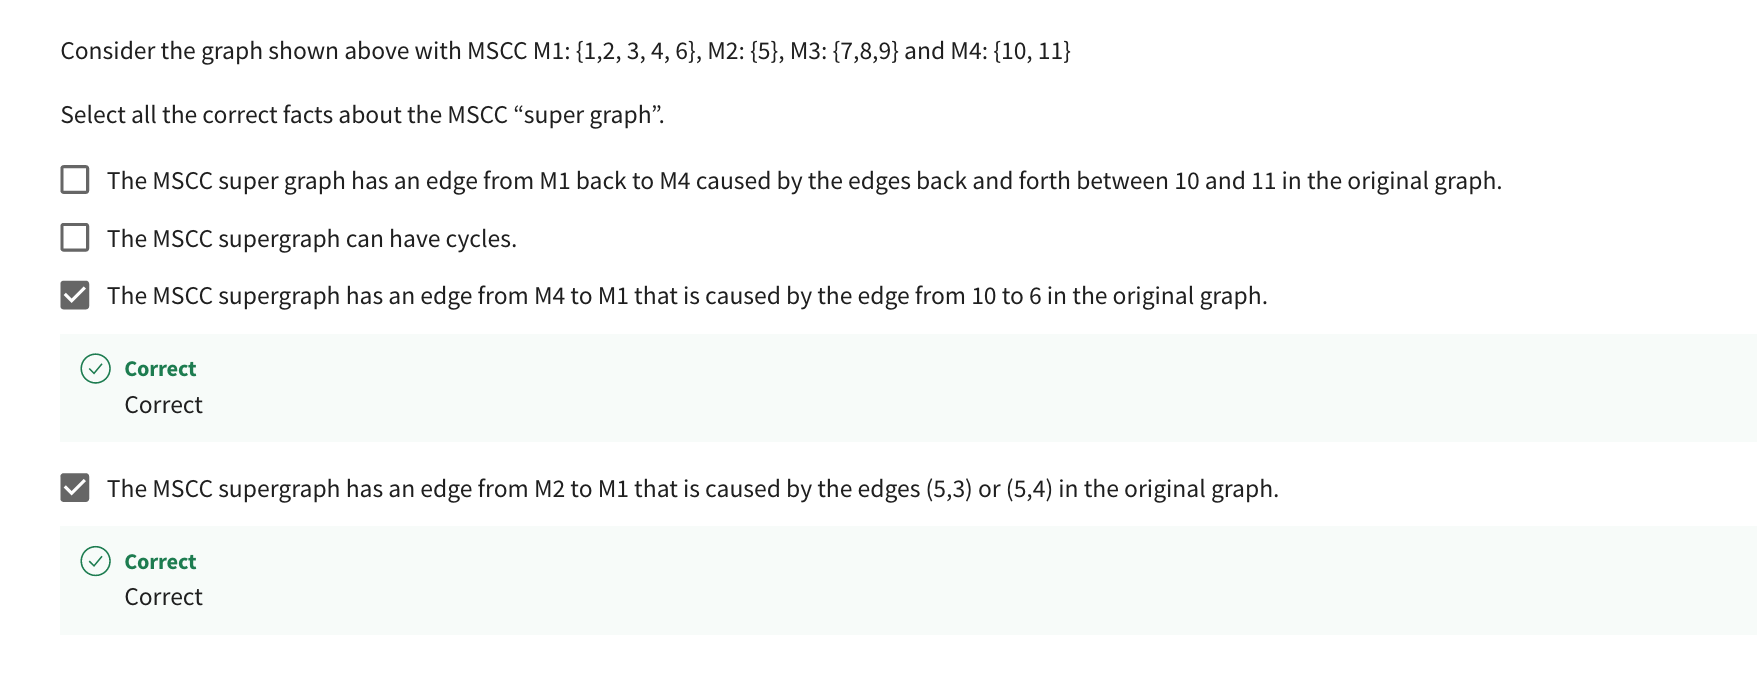 Consider the graph shown above with MSCC M1: {1,2, 3, 4, 6}, M2: {5}, M3: {7,8,9} and M4: {10, 11}
Select all the correct facts about the MSCC “super graph”.
The MSCC super graph has an edge from M1 back to M4 caused by the edges back and forth between 10 and 11 in the original graph.
The MSCC supergraph can have cycles.
The MSCC supergraph has an edge from M4 to M1 that is caused by the edge from 10 to 6 in the original graph.
Correct
Correct
The MSCC supergraph has an edge from M2 to M1 that is caused by the edges (5,3) or (5,4) in the original graph.
Correct
Correct